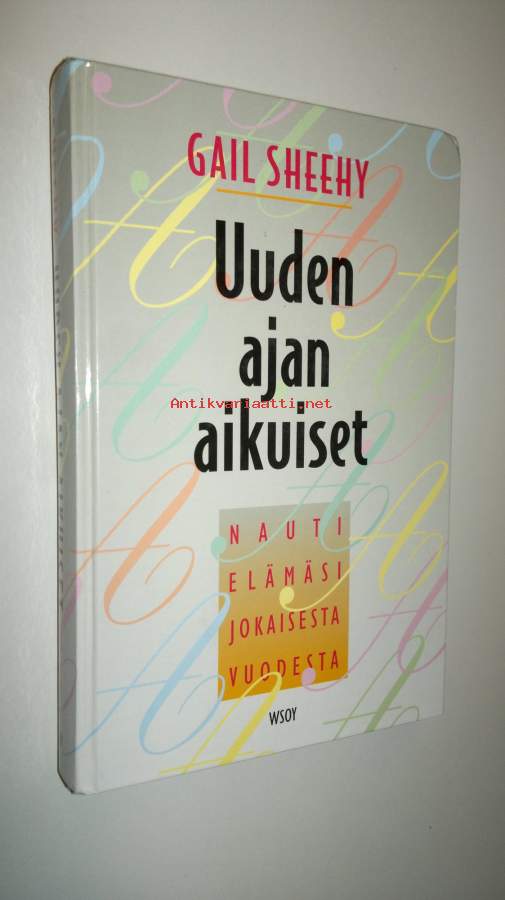 GAIL SHEEHY
Uuden
ajan
Antikvariaatti.net
aikuiset
NAUTI
ELÄMÄSI
JOKAISESTA
VUODESTA
WSOY